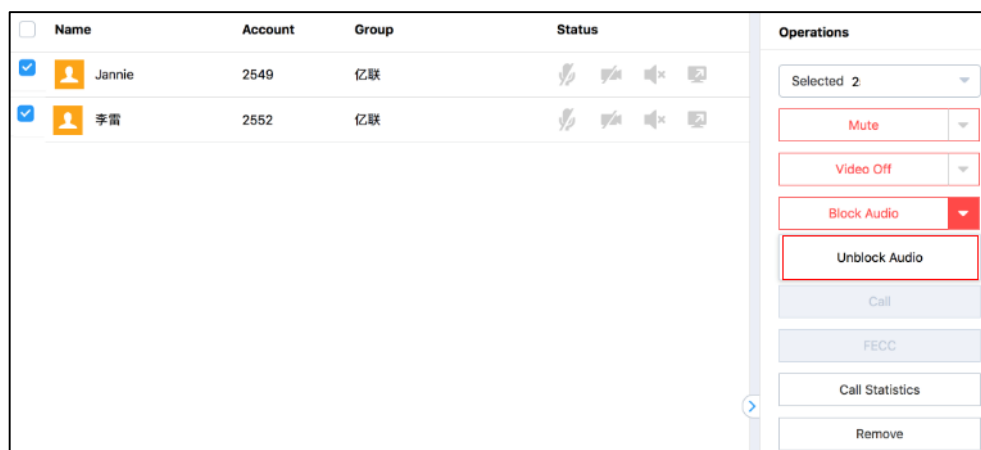 Name Account Group Status
Jannie 2549 亿联
李雷 2552 亿联
Operations
Selected 2
Mute
Video Off
Block Audio
Unblock Audio
Call
FECC
Call Statistics
Remove